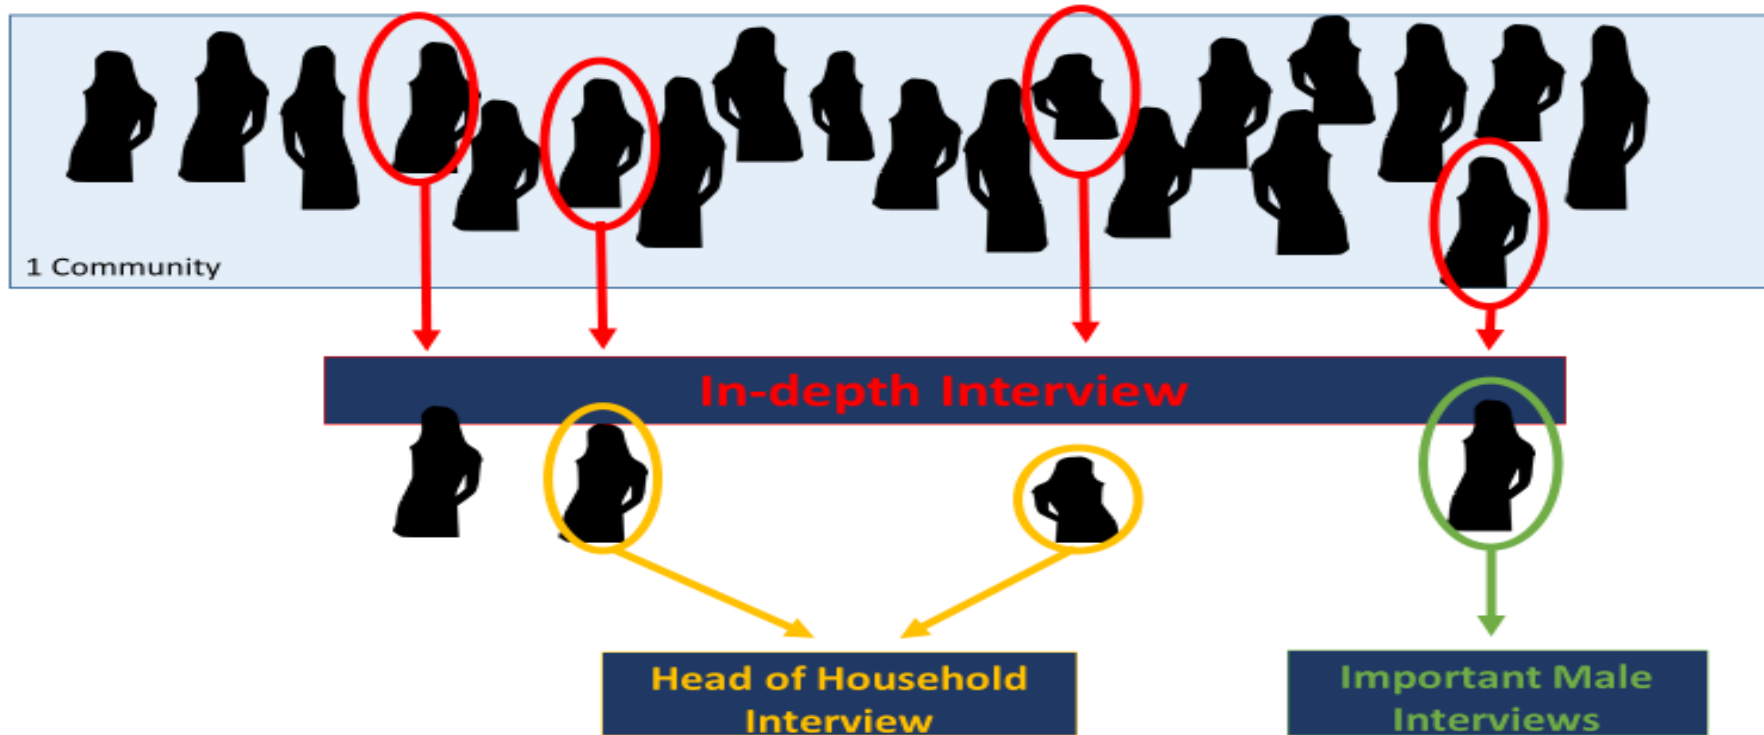 1 Community
In-depth Interview
Head of Household
Interview
Important Male
Interviews